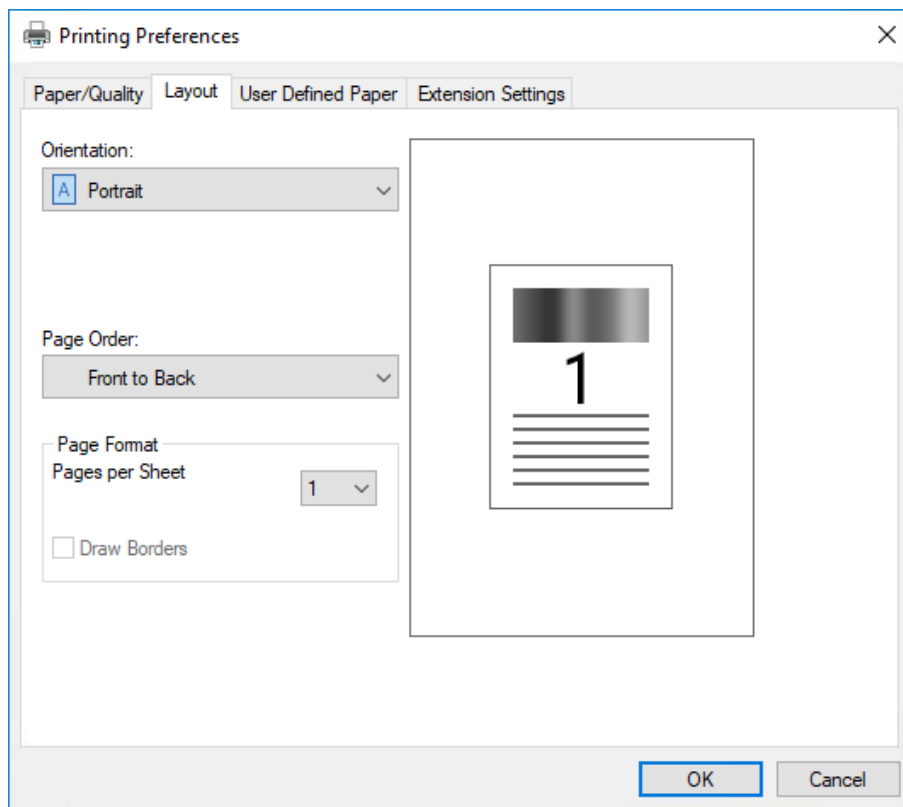 Printing Preferences
Paper/Quality Layout User Defined Paper Extension Settings
Orientation:
A Portrait
Page Order:
Front to Back
Page Format
Pages per Sheet
1
Draw Borders
1
OK Cancel